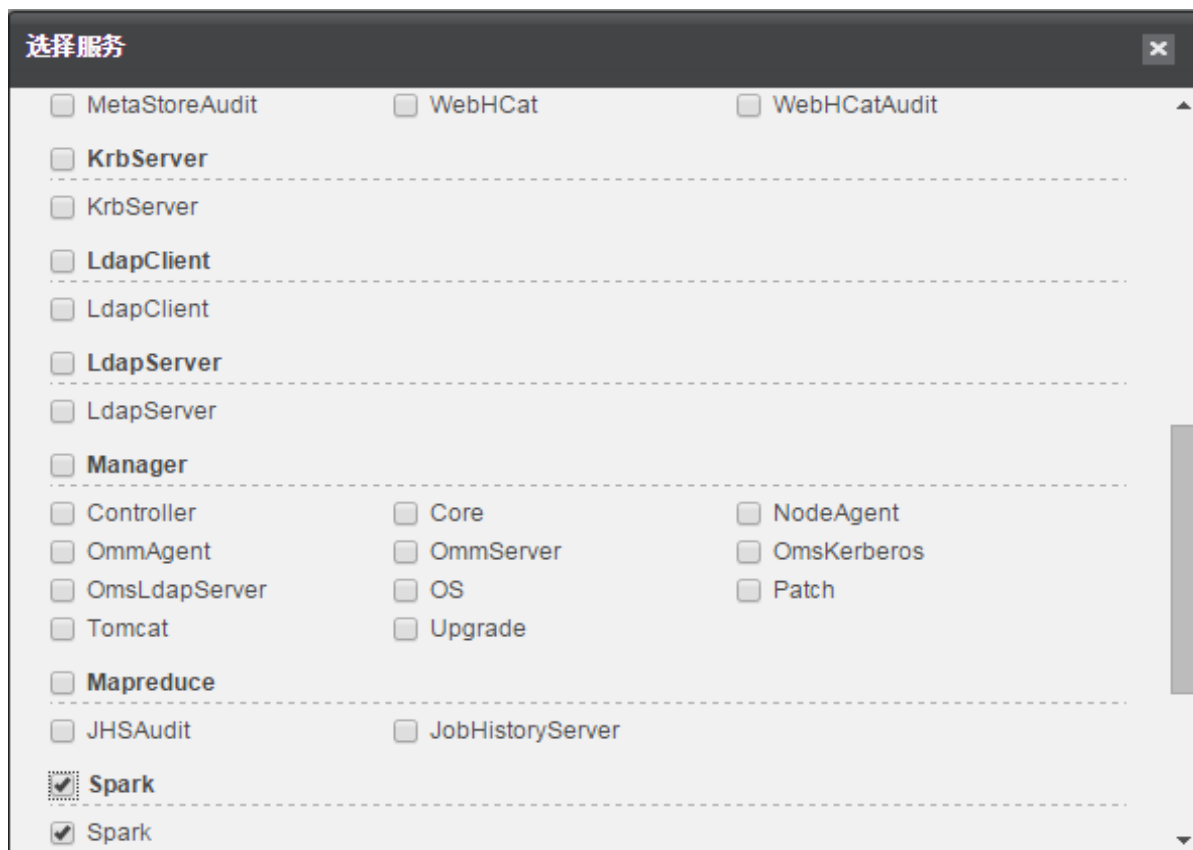 选择服务
MetaStoreAudit WebHCat WebHCatAudit
KrbServer
KrbServer
LdapClient
LdapClient
LdapServer
LdapServer
Manager
Controller Core NodeAgent
OmmAgent OmmServer OmsKerberos
OmsLdapServer OS Patch
Tomcat Upgrade
Mapreduce
JHSAudit JobHistoryServer
Spark
Spark